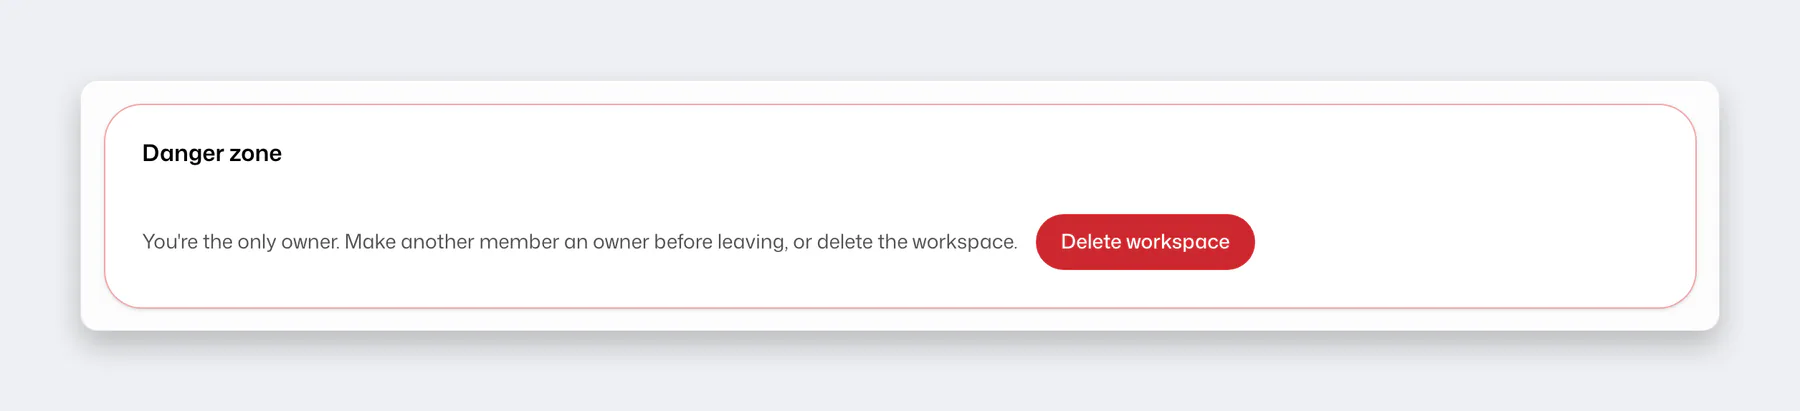 Danger zone
You're the only owner. Make another member an owner before leaving, or delete the workspace.
Delete workspace